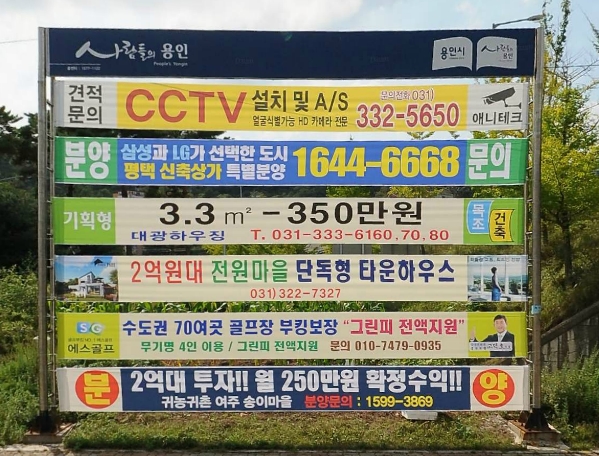 사람들의 용인
People's Yongin
용인시
사람들의 용인
견적
문의
CCTV 설치 및 A/S
얼굴식별가능 HD 카메라 전문
문의전화(031)
332-5650
애니테크
분양
삼성과 LG가 선택한 도시
평택 신축상가 특별분양
1644-6668
문의
기획형
3.3㎡-350만원
대광하우징 T. 031-333-6160,70,80
목조
건축
2억원대 전원마을 단독형 타운하우스
031)322-7327
SG
에스골프
수도권 70여곳 골프장 부킹보장 "그린피 전액지원"
무기명 4인 이용 / 그린피 전액지원 문의 010-7479-0935
문
2억대 투자!! 월 250만원 확정수익!!
귀농귀촌 여주 송이마을 분양문의 : 1599-3869
양